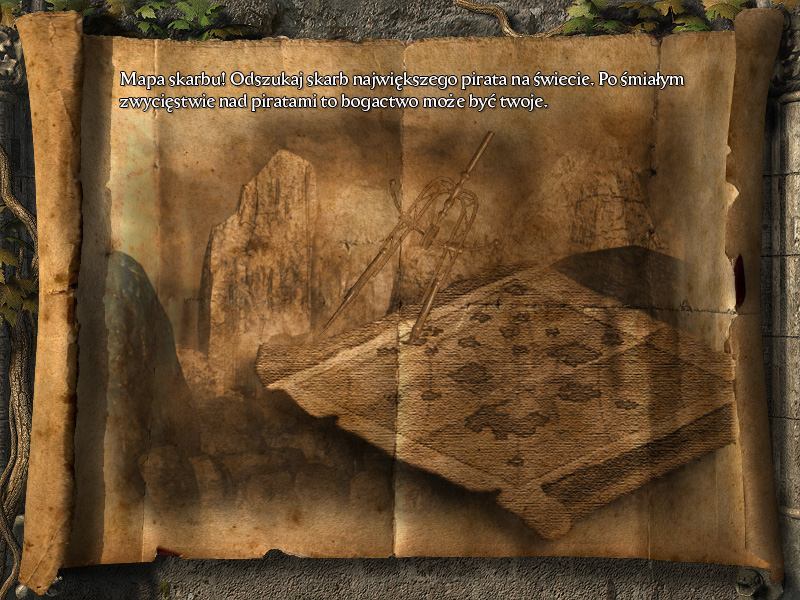 Mapa skarbu! Odszukaj skarb największego pirata na świecie. Po śmiałym
zwycięstwie nad piratami to bogactwo może być twoje.